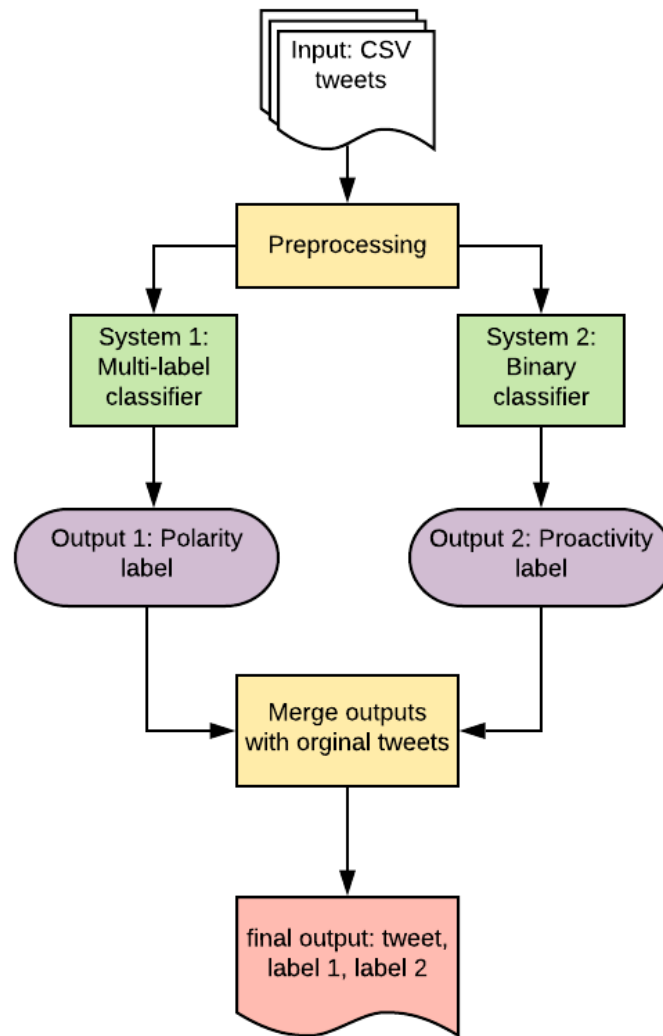 Input: CSV
tweets
Preprocessing
System 1:
Multi-label
classifier
System 2:
Binary
classifier
Output 1: Polarity
label
Output 2: Proactivity
label
Merge outputs
with orginal tweets
final output: tweet,
label 1, label 2